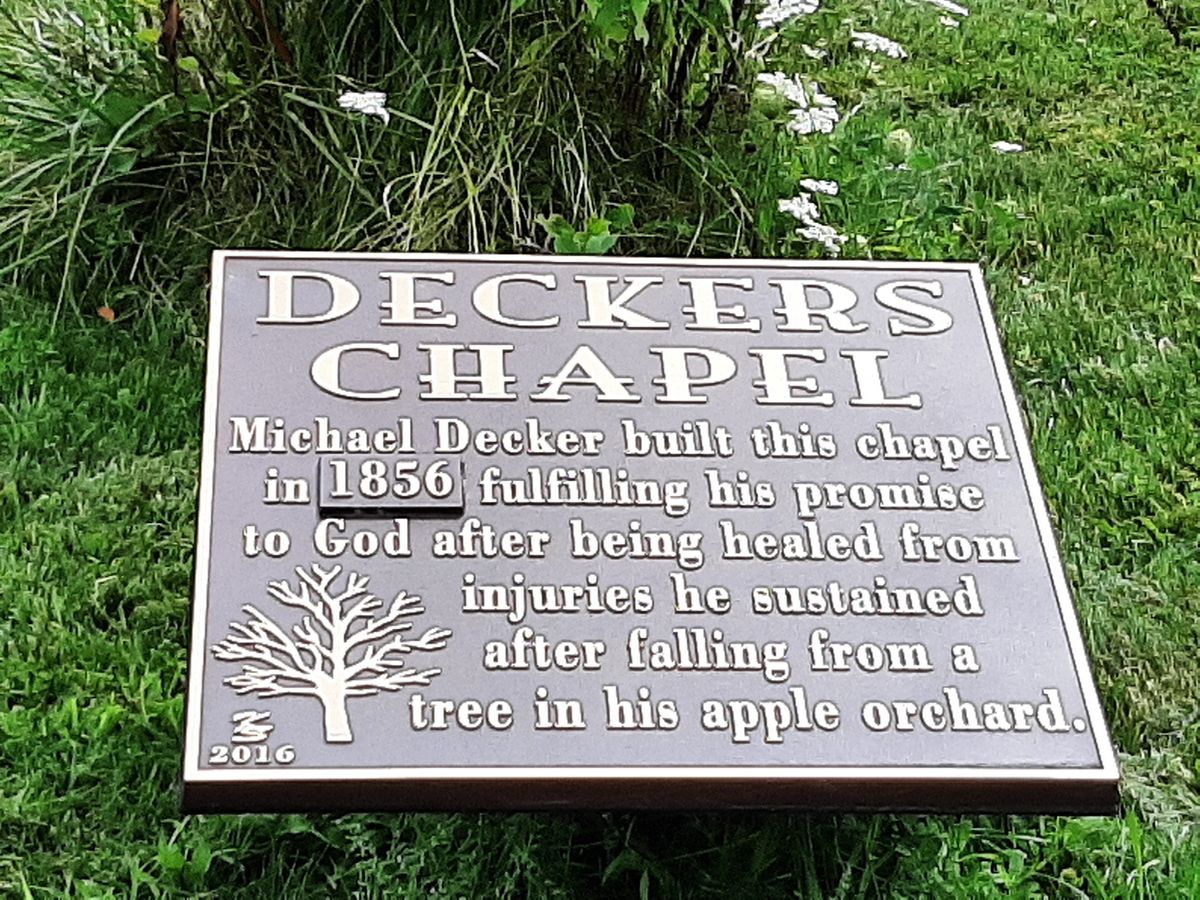 DECKERS
CHAPEL
Michael Decker built this chapel
in 1856 fulfilling his promise
to God after being healed from
injuries he sustained
after falling from a
tree in his apple orchard.
2016